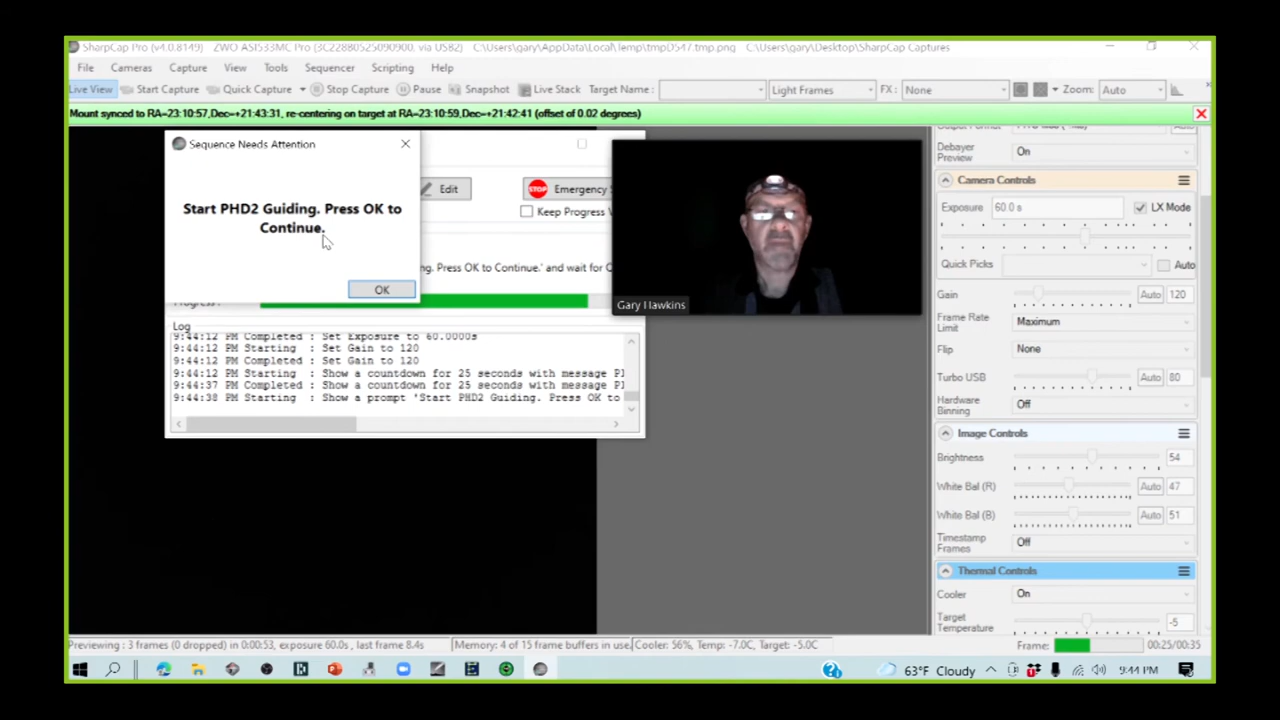 SharpCap Pro (v4.0.8149) ZWO ASI533MC Pro (3C228B0525090900, via USB2) C:\Users\gary\AppData\Local\Temp\tmpD547.tmp.png C:\Users\gary\Desktop\SharpCap Captures
File Cameras Capture View Tools Sequencer Scripting Help
Live View Start Capture Quick Capture Stop Capture Pause Snapshot Live Stack Target Name : Light Frames FX : None Zoom: Auto
Mount synced to RA=23:10:57,Dec=+21:43:31, re-centering on target at RA=23:10:59,Dec=+21:42:41 (offset of 0.02 degrees)
Sequence Needs Attention
Start PHD2 Guiding. Press OK to
Continue.
OK
Edit
STOP Emergency
Keep Progress
ng. Press OK to Continue.' and wait for
Log
9:44:12 PM Completed : Set Exposure to 60.0000s
9:44:12 PM Starting : Set Gain to 120
9:44:12 PM Completed : Set Gain to 120
9:44:12 PM Starting : Show a countdown for 25 seconds with message
9:44:37 PM Completed : Show a countdown for 25 seconds with message
9:44:38 PM Starting : Show a prompt 'Start PHD2 Guiding. Press OK to
Gary Hawkins
Debayer
Preview
On
Camera Controls
Exposure 60.0 s LX Mode
Quick Picks Auto
Gain Auto 120
Frame Rate
Limit
Maximum
Flip None
Turbo USB Auto 80
Hardware
Binning
Off
Image Controls
Brightness 54
White Bal (R) Auto 47
White Bal (B) Auto 51
Timestamp
Frames
Off
Thermal Controls
Cooler On
Target
Temperature
-5
Previewing : 3 frames (0 dropped) in 0:00:53, exposure 60.0s , last frame 8.4s Memory: 4 of 15 frame buffers in use. Cooler: 56%, Temp: -7.0C, Target: -5.0C Frame: 00:25/00:35
63°F Cloudy 9:44 PM